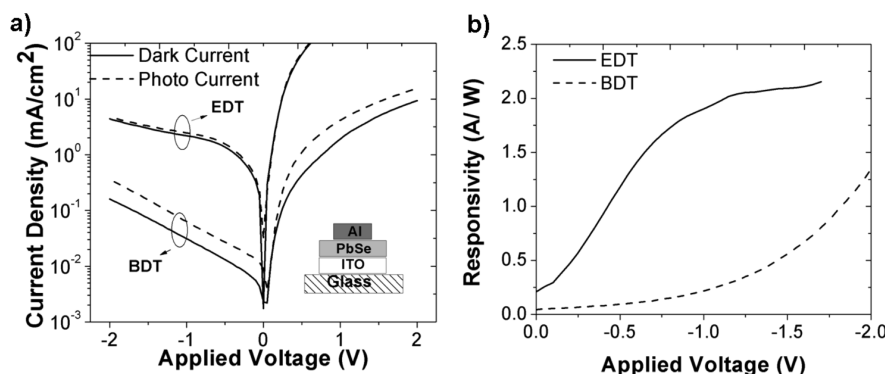 a)
Current Density (mA/cm²)
10²
10¹
10⁰
10⁻¹
10⁻²
10⁻³
Dark Current
Photo Current
EDT
BDT
Al
PbSe
ITO
Glass
-2 -1 0 1 2
Applied Voltage (V)
b)
Responsivity (A/ W)
2.5
2.0
1.5
1.0
0.5
0.0
EDT
BDT
0.0 -0.5 -1.0 -1.5 -2.0
Applied Voltage (V)